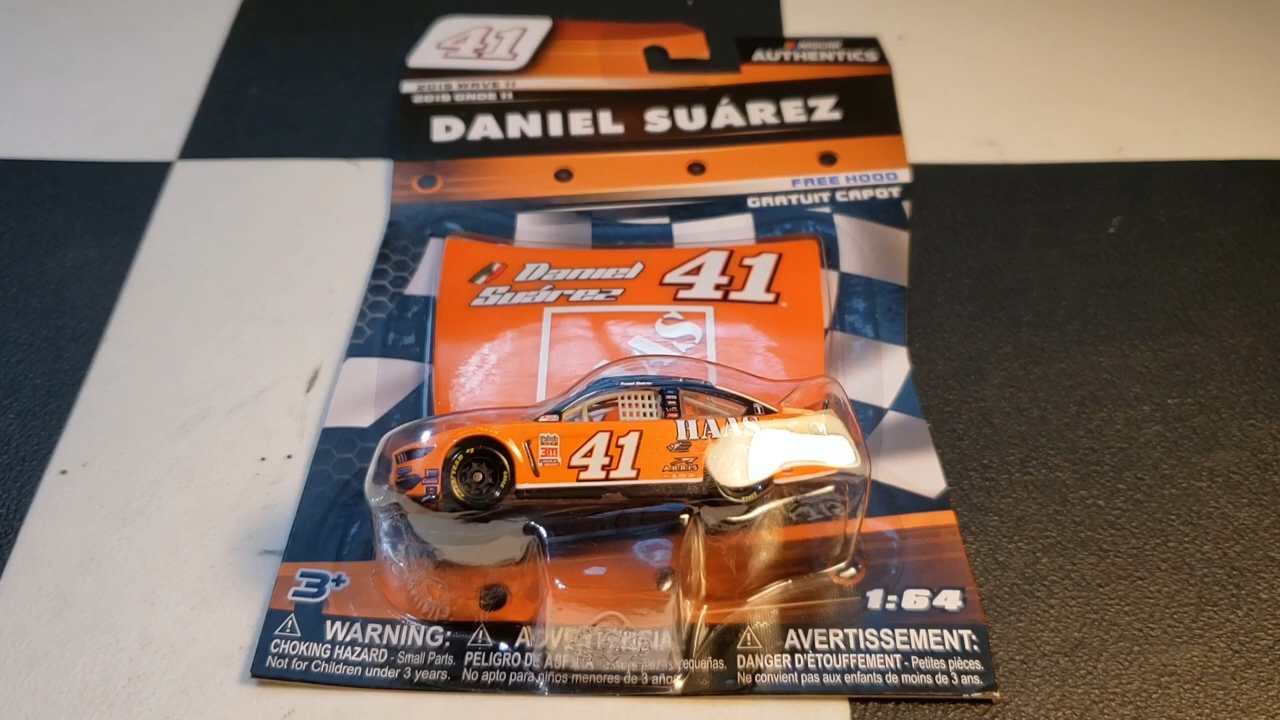 41
NASCAR
AUTHENTICS
2019 WAVE 11
2019 ONDE 11
DANIEL SUÁREZ
FREE HOOD
GRATUIT CAPOT
Daniel
Suárez
41
HAAS
3M
41
ARRIS
GOODYEAR
3+
1:64
WARNING:
CHOKING HAZARD - Small Parts.
Not for Children under 3 years.
PELIGRO DE
pequeñas.
No apto para niños menores de 3 años
AVERTISSEMENT:
DANGER D'ÉTOUFFEMENT - Petites pièces.
Ne convient pas aux enfants de moins de 3 ans.